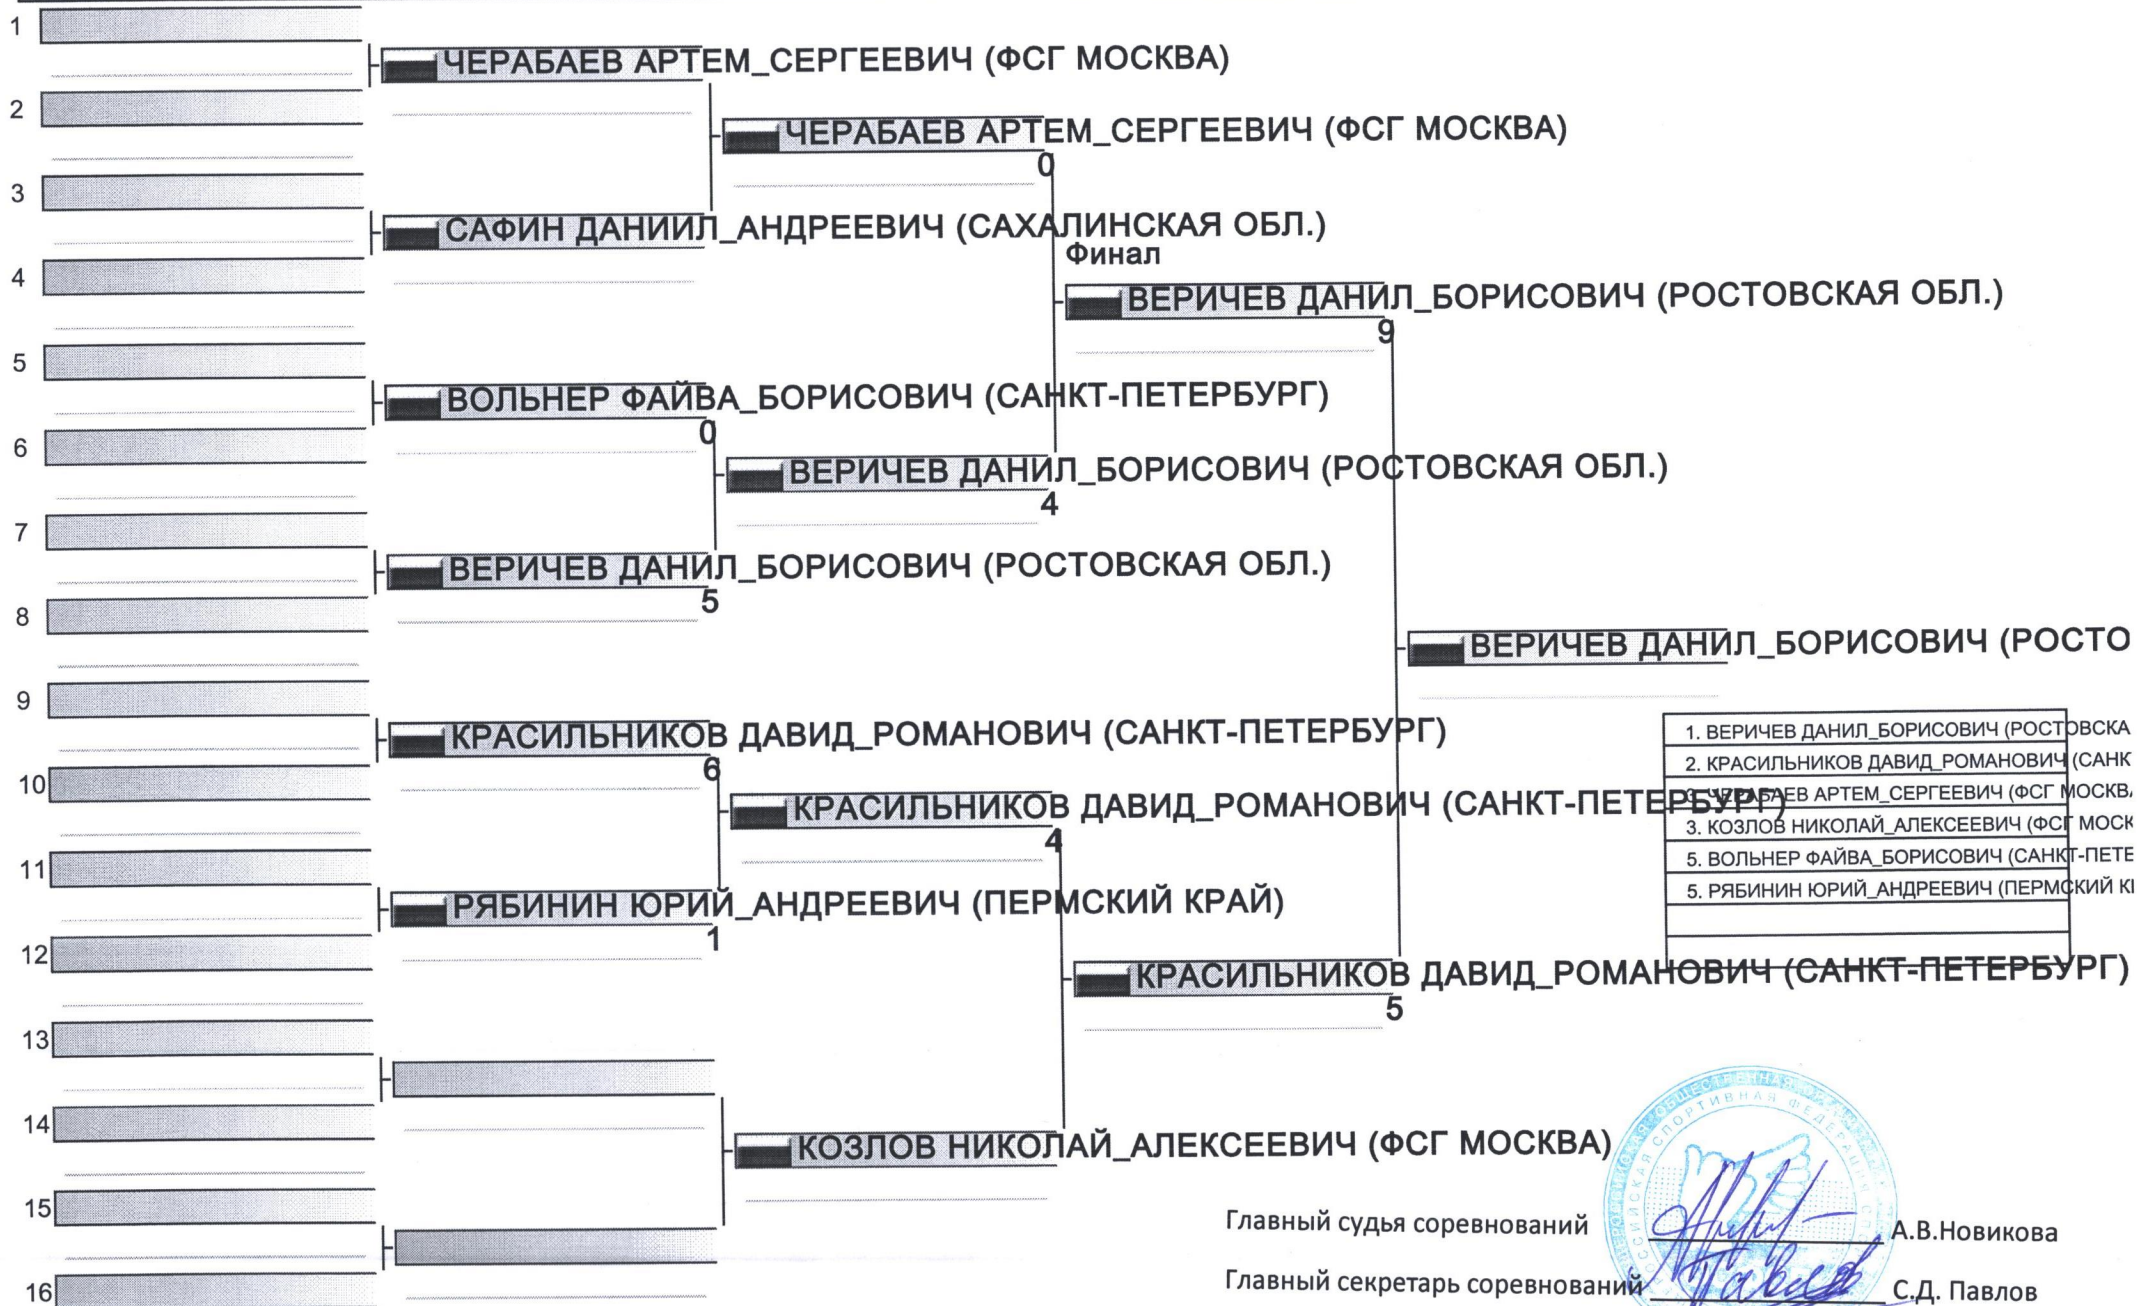 1
ЧЕРАБАЕВ АРТЕМ_СЕРГЕЕВИЧ (ФСГ МОСКВА)
2
ЧЕРАБАЕВ АРТЕМ_СЕРГЕЕВИЧ (ФСГ МОСКВА)
0
3
САФИН ДАНИИЛ_АНДРЕЕВИЧ (САХАЛИНСКАЯ ОБЛ.)
Финал
4
ВЕРИЧЕВ ДАНИЛ_БОРИСОВИЧ (РОСТОВСКАЯ ОБЛ.)
9
5
ВОЛЬНЕР ФАЙВА_БОРИСОВИЧ (САНКТ-ПЕТЕРБУРГ)
0
6
ВЕРИЧЕВ ДАНИЛ_БОРИСОВИЧ (РОСТОВСКАЯ ОБЛ.)
4
7
ВЕРИЧЕВ ДАНИЛ_БОРИСОВИЧ (РОСТОВСКАЯ ОБЛ.)
5
8
ВЕРИЧЕВ ДАНИЛ_БОРИСОВИЧ (РОСТО
9
КРАСИЛЬНИКОВ ДАВИД_РОМАНОВИЧ (САНКТ-ПЕТЕРБУРГ)
6
1. ВЕРИЧЕВ ДАНИЛ_БОРИСОВИЧ (РОСТОВСКА
2. КРАСИЛЬНИКОВ ДАВИД_РОМАНОВИЧ (САНК
3. ЧЕРАБАЕВ АРТЕМ_СЕРГЕЕВИЧ (ФСГ МОСКВ
3. КОЗЛОВ НИКОЛАЙ_АЛЕКСЕЕВИЧ (ФСГ МОСК
5. ВОЛЬНЕР ФАЙВА_БОРИСОВИЧ (САНКТ-ПЕТЕ
5. РЯБИНИН ЮРИЙ_АНДРЕЕВИЧ (ПЕРМСКИЙ К
10
КРАСИЛЬНИКОВ ДАВИД_РОМАНОВИЧ (САНКТ-ПЕТЕРБУРГ)
4
11
РЯБИНИН ЮРИЙ_АНДРЕЕВИЧ (ПЕРМСКИЙ КРАЙ)
1
12
КРАСИЛЬНИКОВ ДАВИД_РОМАНОВИЧ (САНКТ-ПЕТЕРБУРГ)
5
13
14
КОЗЛОВ НИКОЛАЙ_АЛЕКСЕЕВИЧ (ФСГ МОСКВА)
15
Главный судья соревнований А.В.Новикова
16
Главный секретарь соревнований С.Д. Павлов